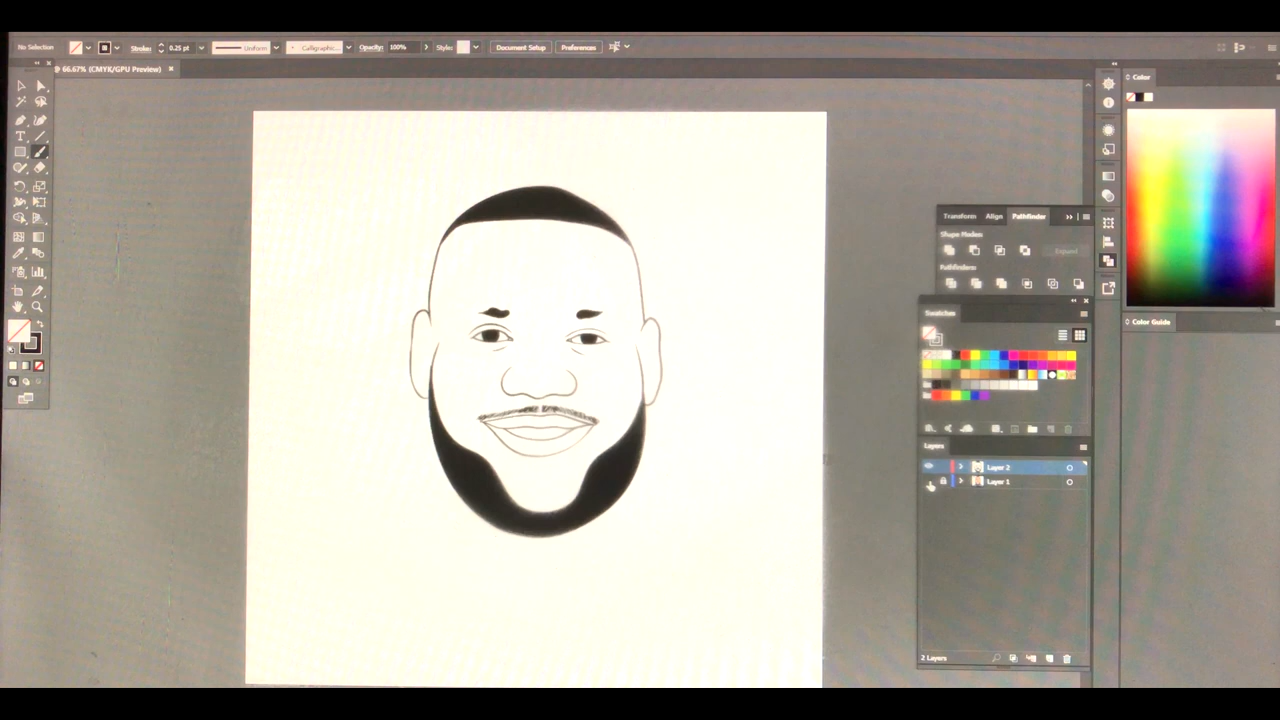 No Selection Stroke: 0.25 pt Uniform Calligraphic... Opacity: 100% Style: Document Setup Preferences
@ 66.67% (CMYK/GPU Preview) ×
Color
Transform Align Pathfinder
Shape Modes:
Expand
Pathfinders:
Swatches
Color Guide
Layers
Layer 2
Layer 1
2 Layers